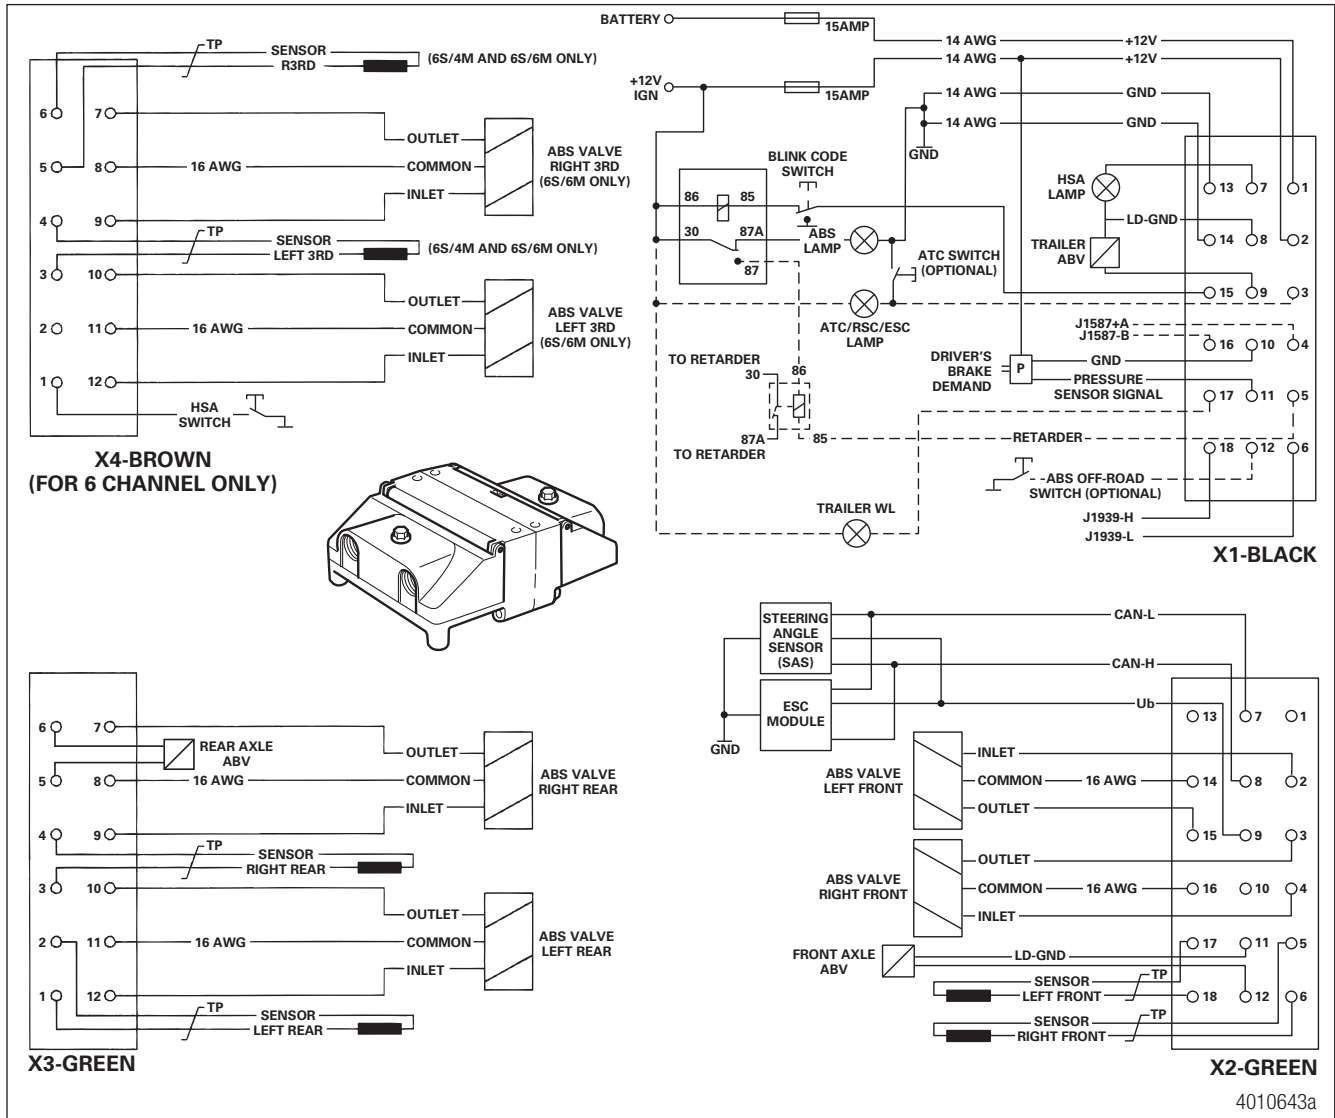 BATTERY
15AMP
14 AWG
+12V
14 AWG
+12V
+12V
IGN
15AMP
14 AWG
GND
14 AWG
GND
GND
TP
SENSOR
R3RD
(6S/4M AND 6S/6M ONLY)
6
7
OUTLET
5
8
16 AWG
COMMON
ABS VALVE
RIGHT 3RD
(6S/6M ONLY)
INLET
4
9
TP
SENSOR
LEFT 3RD
(6S/4M AND 6S/6M ONLY)
3
10
OUTLET
2
11
16 AWG
COMMON
ABS VALVE
LEFT 3RD
(6S/6M ONLY)
INLET
1
12
HSA
SWITCH
X4-BROWN
(FOR 6 CHANNEL ONLY)
BLINK CODE
SWITCH
86
85
30
87A
87
ABS
LAMP
ATC SWITCH
(OPTIONAL)
ATC/RSC/ESC
LAMP
HSA
LAMP
LD-GND
TRAILER
ABV
13
7
1
14
8
2
15
9
3
J1587+A
J1587-B
16
10
4
GND
DRIVER'S
BRAKE
DEMAND
P
PRESSURE
SENSOR SIGNAL
17
11
5
TO RETARDER
30
86
87A
TO RETARDER
85
RETARDER
18
12
6
ABS OFF-ROAD
SWITCH (OPTIONAL)
TRAILER WL
J1939-H
J1939-L
X1-BLACK
6
7
REAR AXLE
ABV
OUTLET
5
8
16 AWG
COMMON
ABS VALVE
RIGHT REAR
INLET
4
9
TP
SENSOR
RIGHT REAR
3
10
OUTLET
2
11
16 AWG
COMMON
ABS VALVE
LEFT REAR
INLET
1
12
TP
SENSOR
LEFT REAR
X3-GREEN
STEERING
ANGLE
SENSOR
(SAS)
ESC
MODULE
GND
CAN-L
CAN-H
Ub
13
7
1
ABS VALVE
LEFT FRONT
INLET
COMMON
16 AWG
14
8
2
OUTLET
15
9
3
ABS VALVE
RIGHT FRONT
OUTLET
COMMON
16 AWG
16
10
4
INLET
FRONT AXLE
ABV
LD-GND
17
11
5
SENSOR
LEFT FRONT
TP
18
12
6
SENSOR
RIGHT FRONT
TP
X2-GREEN
4010643a